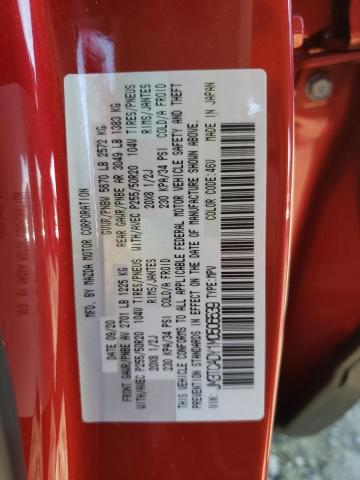 MFG. BY MAZDA MOTOR CORPORATION
DATE: 09/20 GVWR/PNBV 5670 LB 2572 KG
FRONT GAWR/PNBE AV 2701 LB 1225 KG REAR GAWR/PNBE AR 3049 LB 1383 KG
WITH/AVEC P255/50R20 104V TIRES/PNEUS WITH/AVEC P255/50R20 104V TIRES/PNEUS
20X8 1/2J RIMS/JANTES 20X8 1/2J RIMS/JANTES
230 KPA/34 PSI COLD/A FROID 230 KPA/34 PSI COLD/A FROID
THIS VEHICLE CONFORMS TO ALL APPLICABLE FEDERAL MOTOR VEHICLE SAFETY AND THEFT
PREVENTION STANDARDS IN EFFECT ON THE DATE OF MANUFACTURE SHOWN ABOVE.
VIN: TYPE:MPV COLOR CODE:46V MADE IN JAPAN